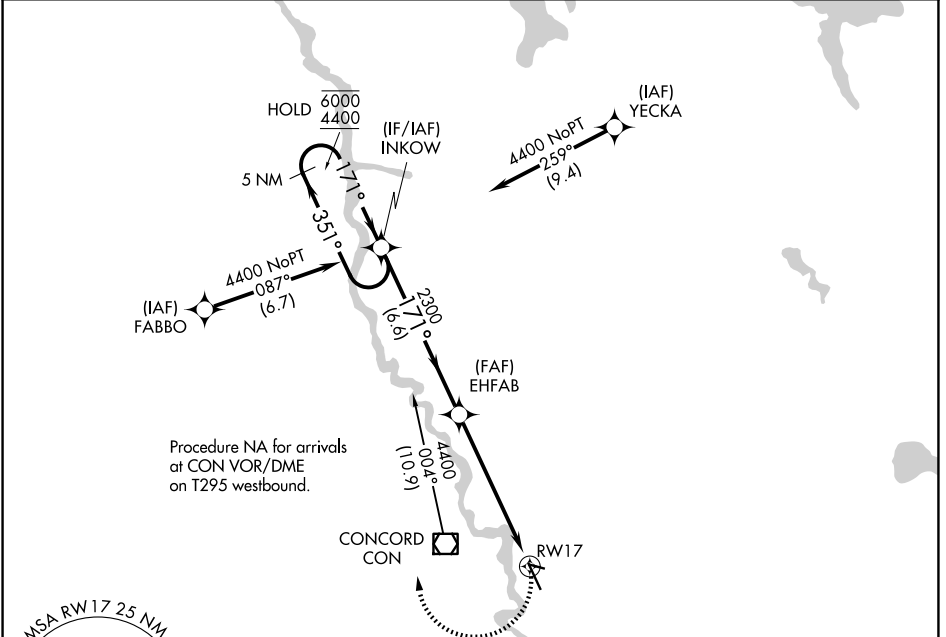 HOLD
6000
4400
(IF/IAF)
INKOW
(IAF)
YECKA
4400 NoPT
259°
(9.4)
5 NM
171°
351°
4400 NoPT
087°
(6.7)
(IAF)
FABBO
2300
171°
(6.6)
(FAF)
EHFAB
Procedure NA for arrivals
at CON VOR/DME
on T295 westbound.
4400
004°
(10.9)
CONCORD
CON
RW17
MSA RW17 25 NM